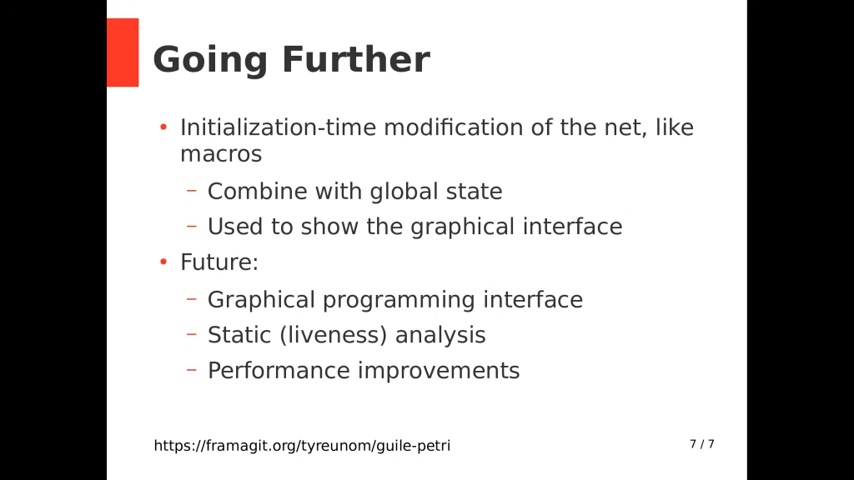 Going Further
• Initialization-time modification of the net, like
macros
– Combine with global state
– Used to show the graphical interface
• Future:
– Graphical programming interface
– Static (liveness) analysis
– Performance improvements
https://framagit.org/tyreunom/guile-petri
7 / 7